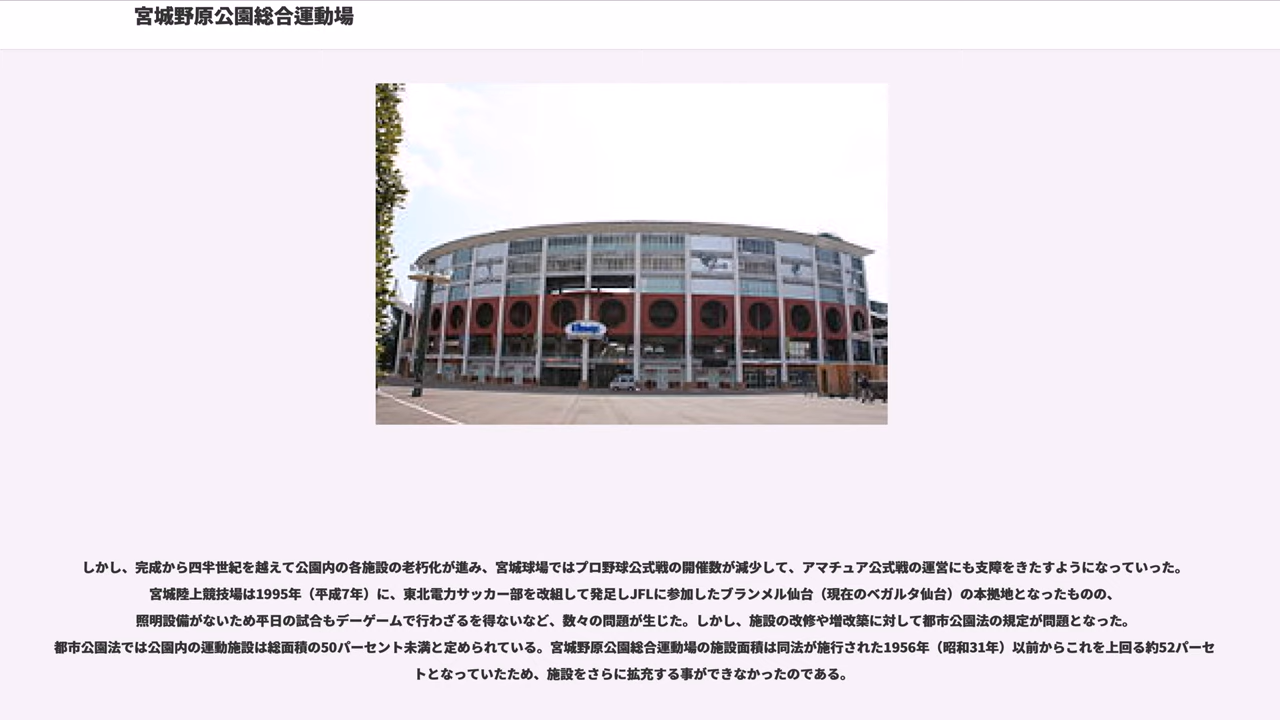 宮城野原公園総合運動場
しかし、完成から四半世紀を越えて公園内の各施設の老朽化が進み、宮城球場ではプロ野球公式戦の開催数が減少して、アマチュア公式戦の運営にも支障をきたすようになっていった。
宮城陸上競技場は1995年（平成7年）に、東北電力サッカー部を改組して発足しJFLに参加したブランメル仙台（現在のベガルタ仙台）の本拠地となったものの、
照明設備がないため平日の試合もデーゲームで行わざるを得ないなど、数々の問題が生じた。しかし、施設の改修や増改築に対して都市公園法の規定が問題となった。
都市公園法では公園内の運動施設は総面積の50パーセント未満と定められている。宮城野原公園総合運動場の施設面積は同法が施行された1956年（昭和31年）以前からこれを上回る約52パーセ
ントとなっていたため、施設をさらに拡充する事ができなかったのである。